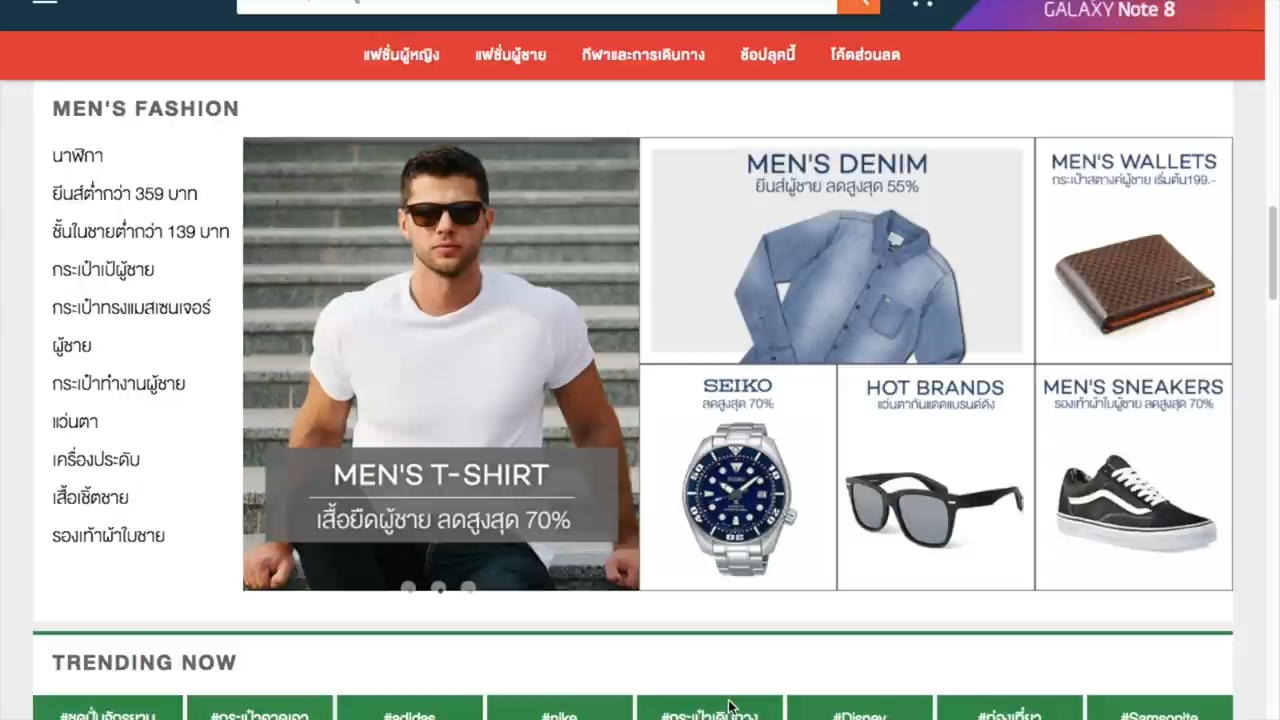 GALAXY Note 8
แฟชั่นผู้หญิง แฟชั่นผู้ชาย กีฬาและการเดินทาง ช้อปลุคนี้ โค้ดส่วนลด
MEN'S FASHION
นาฬิกา
ยีนส์ต่ำกว่า 359 บาท
ชั้นในชายต่ำกว่า 139 บาท
กระเป๋าเป้ผู้ชาย
กระเป๋าทรงแมสเซนเจอร์
ผู้ชาย
กระเป๋าทำงานผู้ชาย
แว่นตา
เครื่องประดับ
เสื้อเชิ้ตชาย
รองเท้าผ้าใบชาย
MEN'S T-SHIRT
เสื้อยืดผู้ชาย ลดสูงสุด 70%
MEN'S DENIM
ยีนส์ผู้ชาย ลดสูงสุด 55%
MEN'S WALLETS
กระเป๋าสตางค์ผู้ชาย เริ่มต้น199.-
SEIKO
ลดสูงสุด 70%
HOT BRANDS
แว่นตากันแดดแบรนด์ดัง
MEN'S SNEAKERS
รองเท้าผ้าใบผู้ชาย ลดสูงสุด 70%
TRENDING NOW
#ชุดปั่นจักรยาน #กระเป๋าคาดเอว #adidas #nike #กระเป๋าเดินทาง #Disney #ท่องเที่ยว #Samsonite